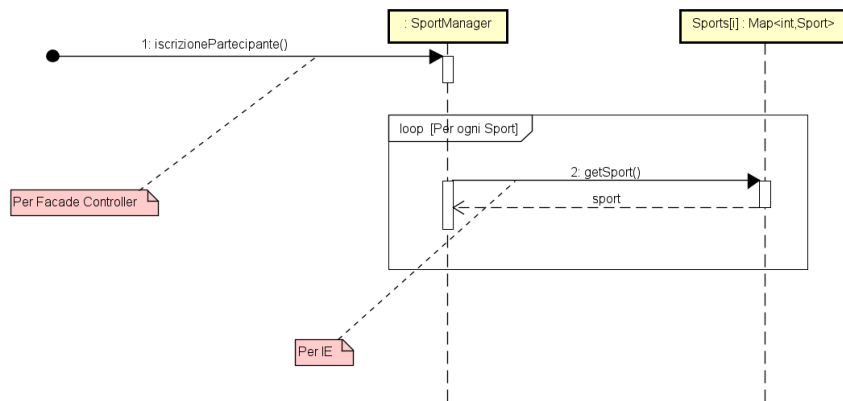 : SportManager
Sports[i] : Map<int,Sport>
1: iscrizionePartecipante()
loop [Per ogni Sport]
2: getSport()
sport
Per Facade Controller
Per IE